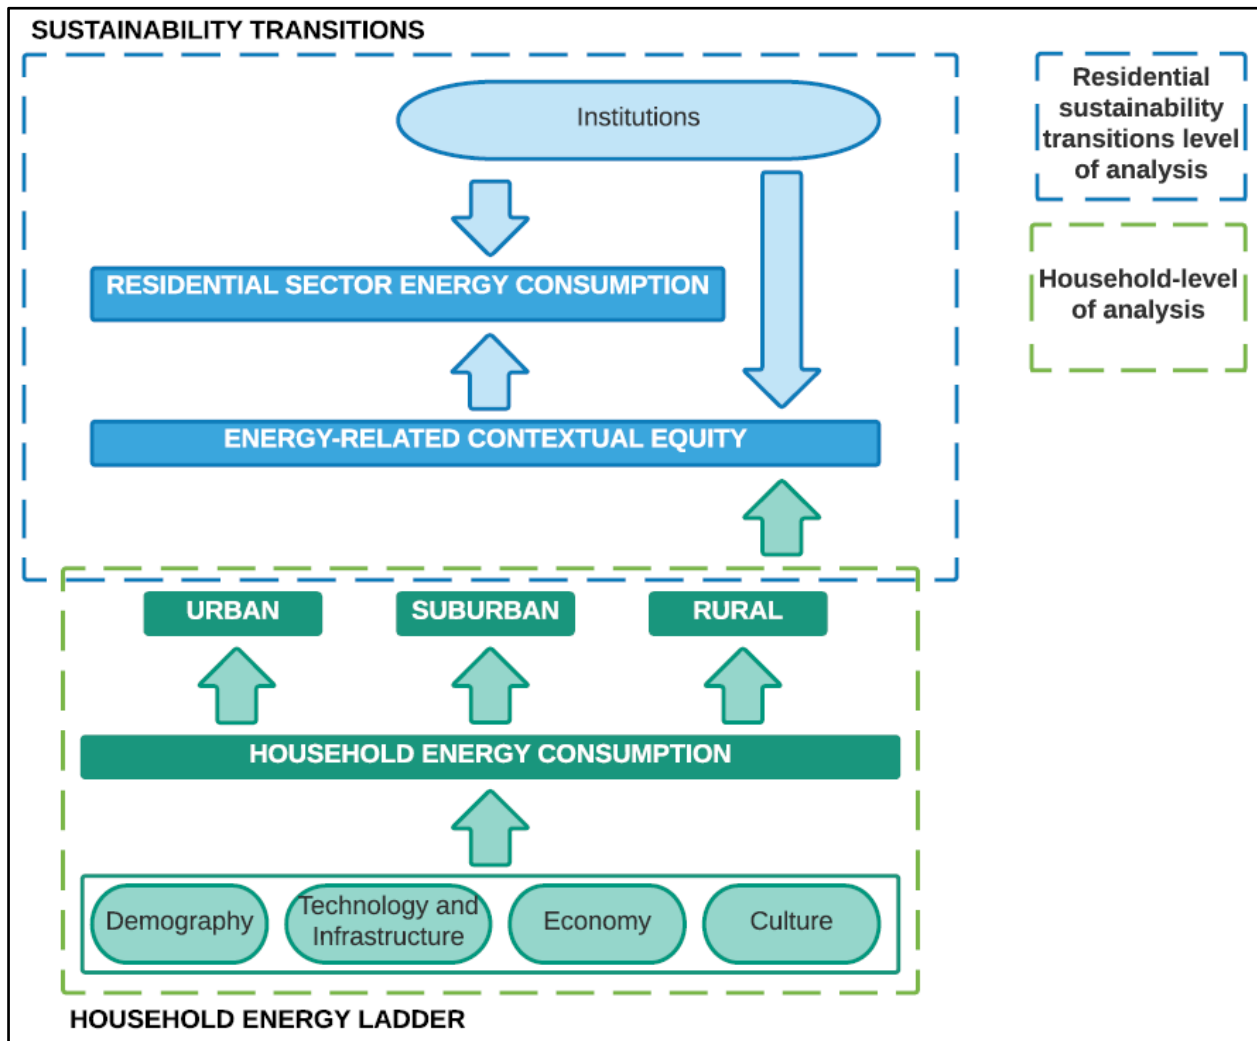 SUSTAINABILITY TRANSITIONS
Institutions
RESIDENTIAL SECTOR ENERGY CONSUMPTION
ENERGY-RELATED CONTEXTUAL EQUITY
URBAN
SUBURBAN
RURAL
HOUSEHOLD ENERGY CONSUMPTION
Demography
Technology and
Infrastructure
Economy
Culture
HOUSEHOLD ENERGY LADDER
Residential
sustainability
transitions level
of analysis
Household-level
of analysis